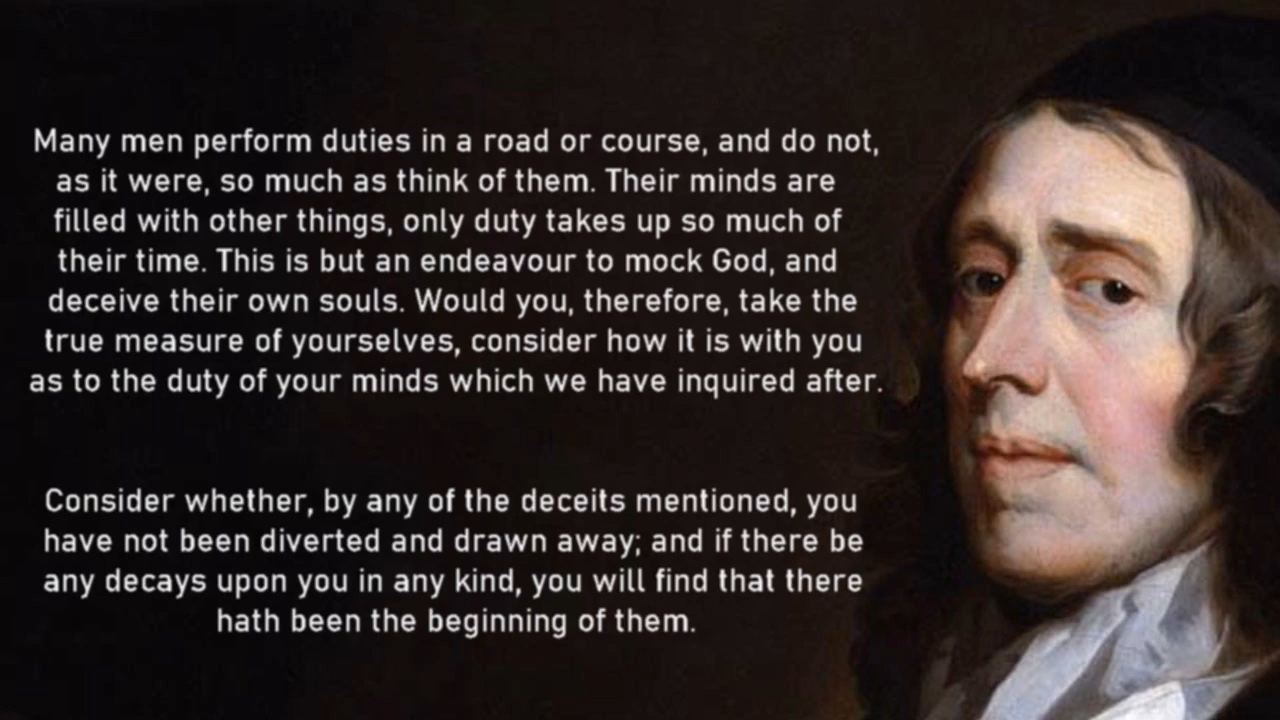 Many men perform duties in a road or course, and do not,
as it were, so much as think of them. Their minds are
filled with other things, only duty takes up so much of
their time. This is but an endeavour to mock God, and
deceive their own souls. Would you, therefore, take the
true measure of yourselves, consider how it is with you
as to the duty of your minds which we have inquired after.
Consider whether, by any of the deceits mentioned, you
have not been diverted and drawn away; and if there be
any decays upon you in any kind, you will find that there
hath been the beginning of them.